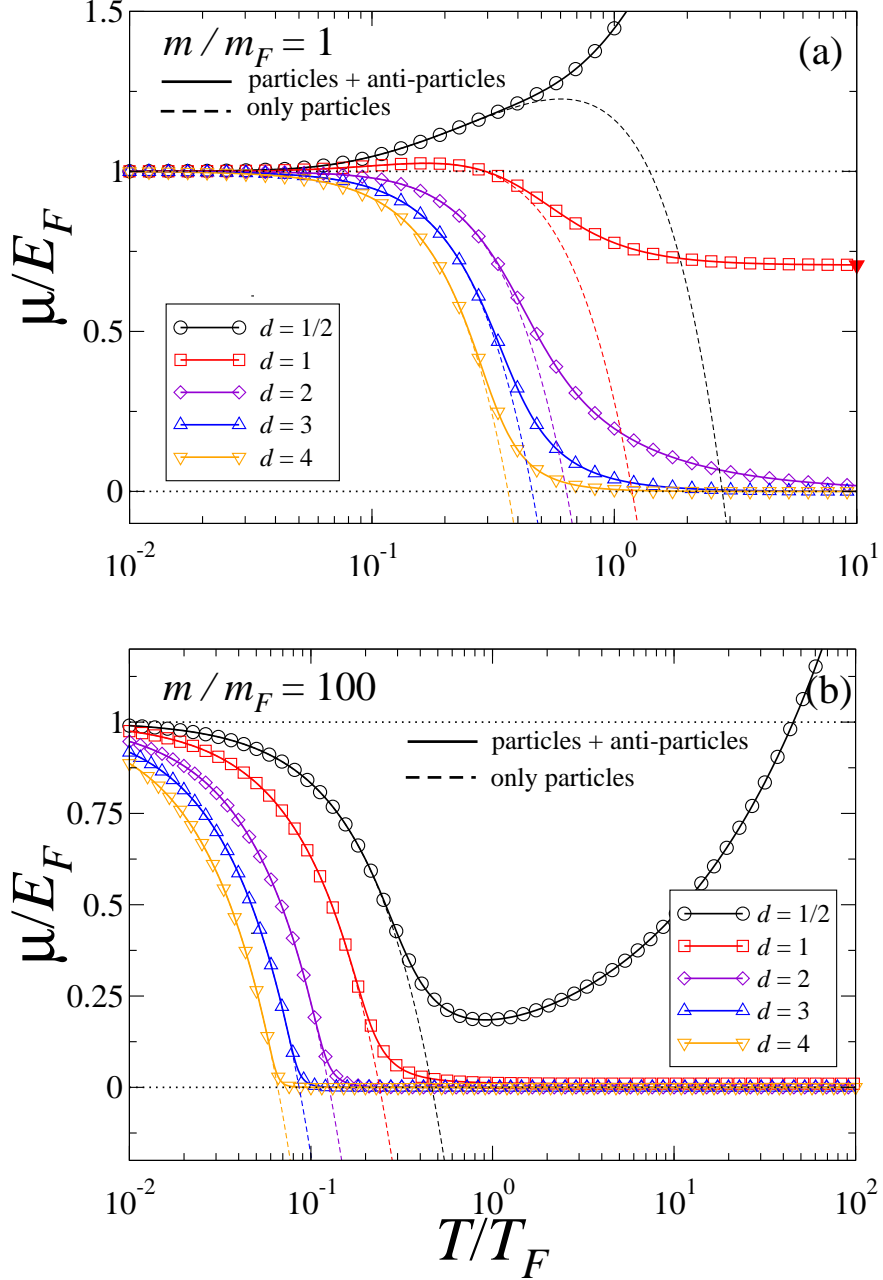 1.5
m / m_F = 1
(a)
particles + anti-particles
only particles
1
μ/E_F
0.5
d = 1/2
d = 1
d = 2
d = 3
d = 4
0
10^-2
10^-1
10^0
10^1
m / m_F = 100
(b)
1
particles + anti-particles
only particles
0.75
μ/E_F
0.5
d = 1/2
d = 1
d = 2
d = 3
d = 4
0.25
0
10^-2
10^-1
10^0
10^1
10^2
T/T_F